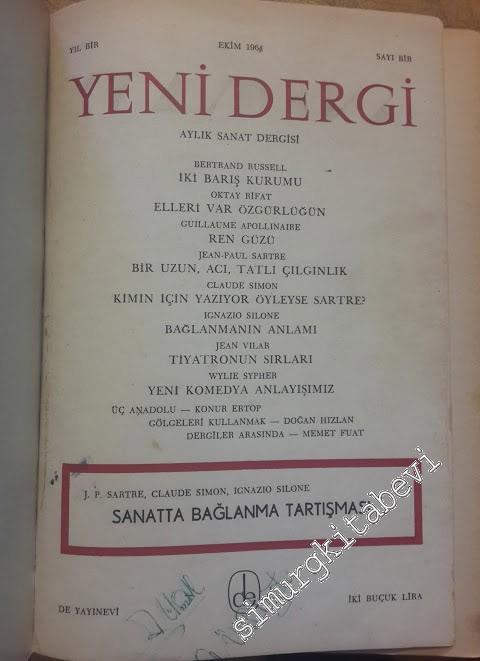 YIL BİR
EKİM 1964
SAYI BİR
YENİ DERGİ
AYLIK SANAT DERGİSİ
BERTRAND RUSSELL
İKİ BARIŞ KURUMU
OKTAY RİFAT
ELLERİ VAR ÖZGÜRLÜĞÜN
GUILLAUME APOLLINAIRE
REN GÜZÜ
JEAN-PAUL SARTRE
BİR UZUN, ACI, TATLI ÇILGINLIK
CLAUDE SIMON
KİMİN İÇİN YAZIYOR ÖYLEYSE SARTRE?
IGNAZIO SILONE
BAĞLANMANIN ANLAMI
JEAN VILAR
TİYATRONUN SIRLARI
WYLIE SYPHER
YENİ KOMEDYA ANLAYIŞIMIZ
ÜÇ ANADOLU — KONUR ERTOP
GÖLGELERİ KULLANMAK — DOĞAN HIZLAN
DERGİLER ARASINDA — MEMET FUAT
J. P. SARTRE, CLAUDE SIMON, IGNAZIO SILONE
SANATTA BAĞLANMA TARTIŞMASI
de
DE YAYINEVİ
İKİ BUÇUK LİRA
simurgkitabevi.com